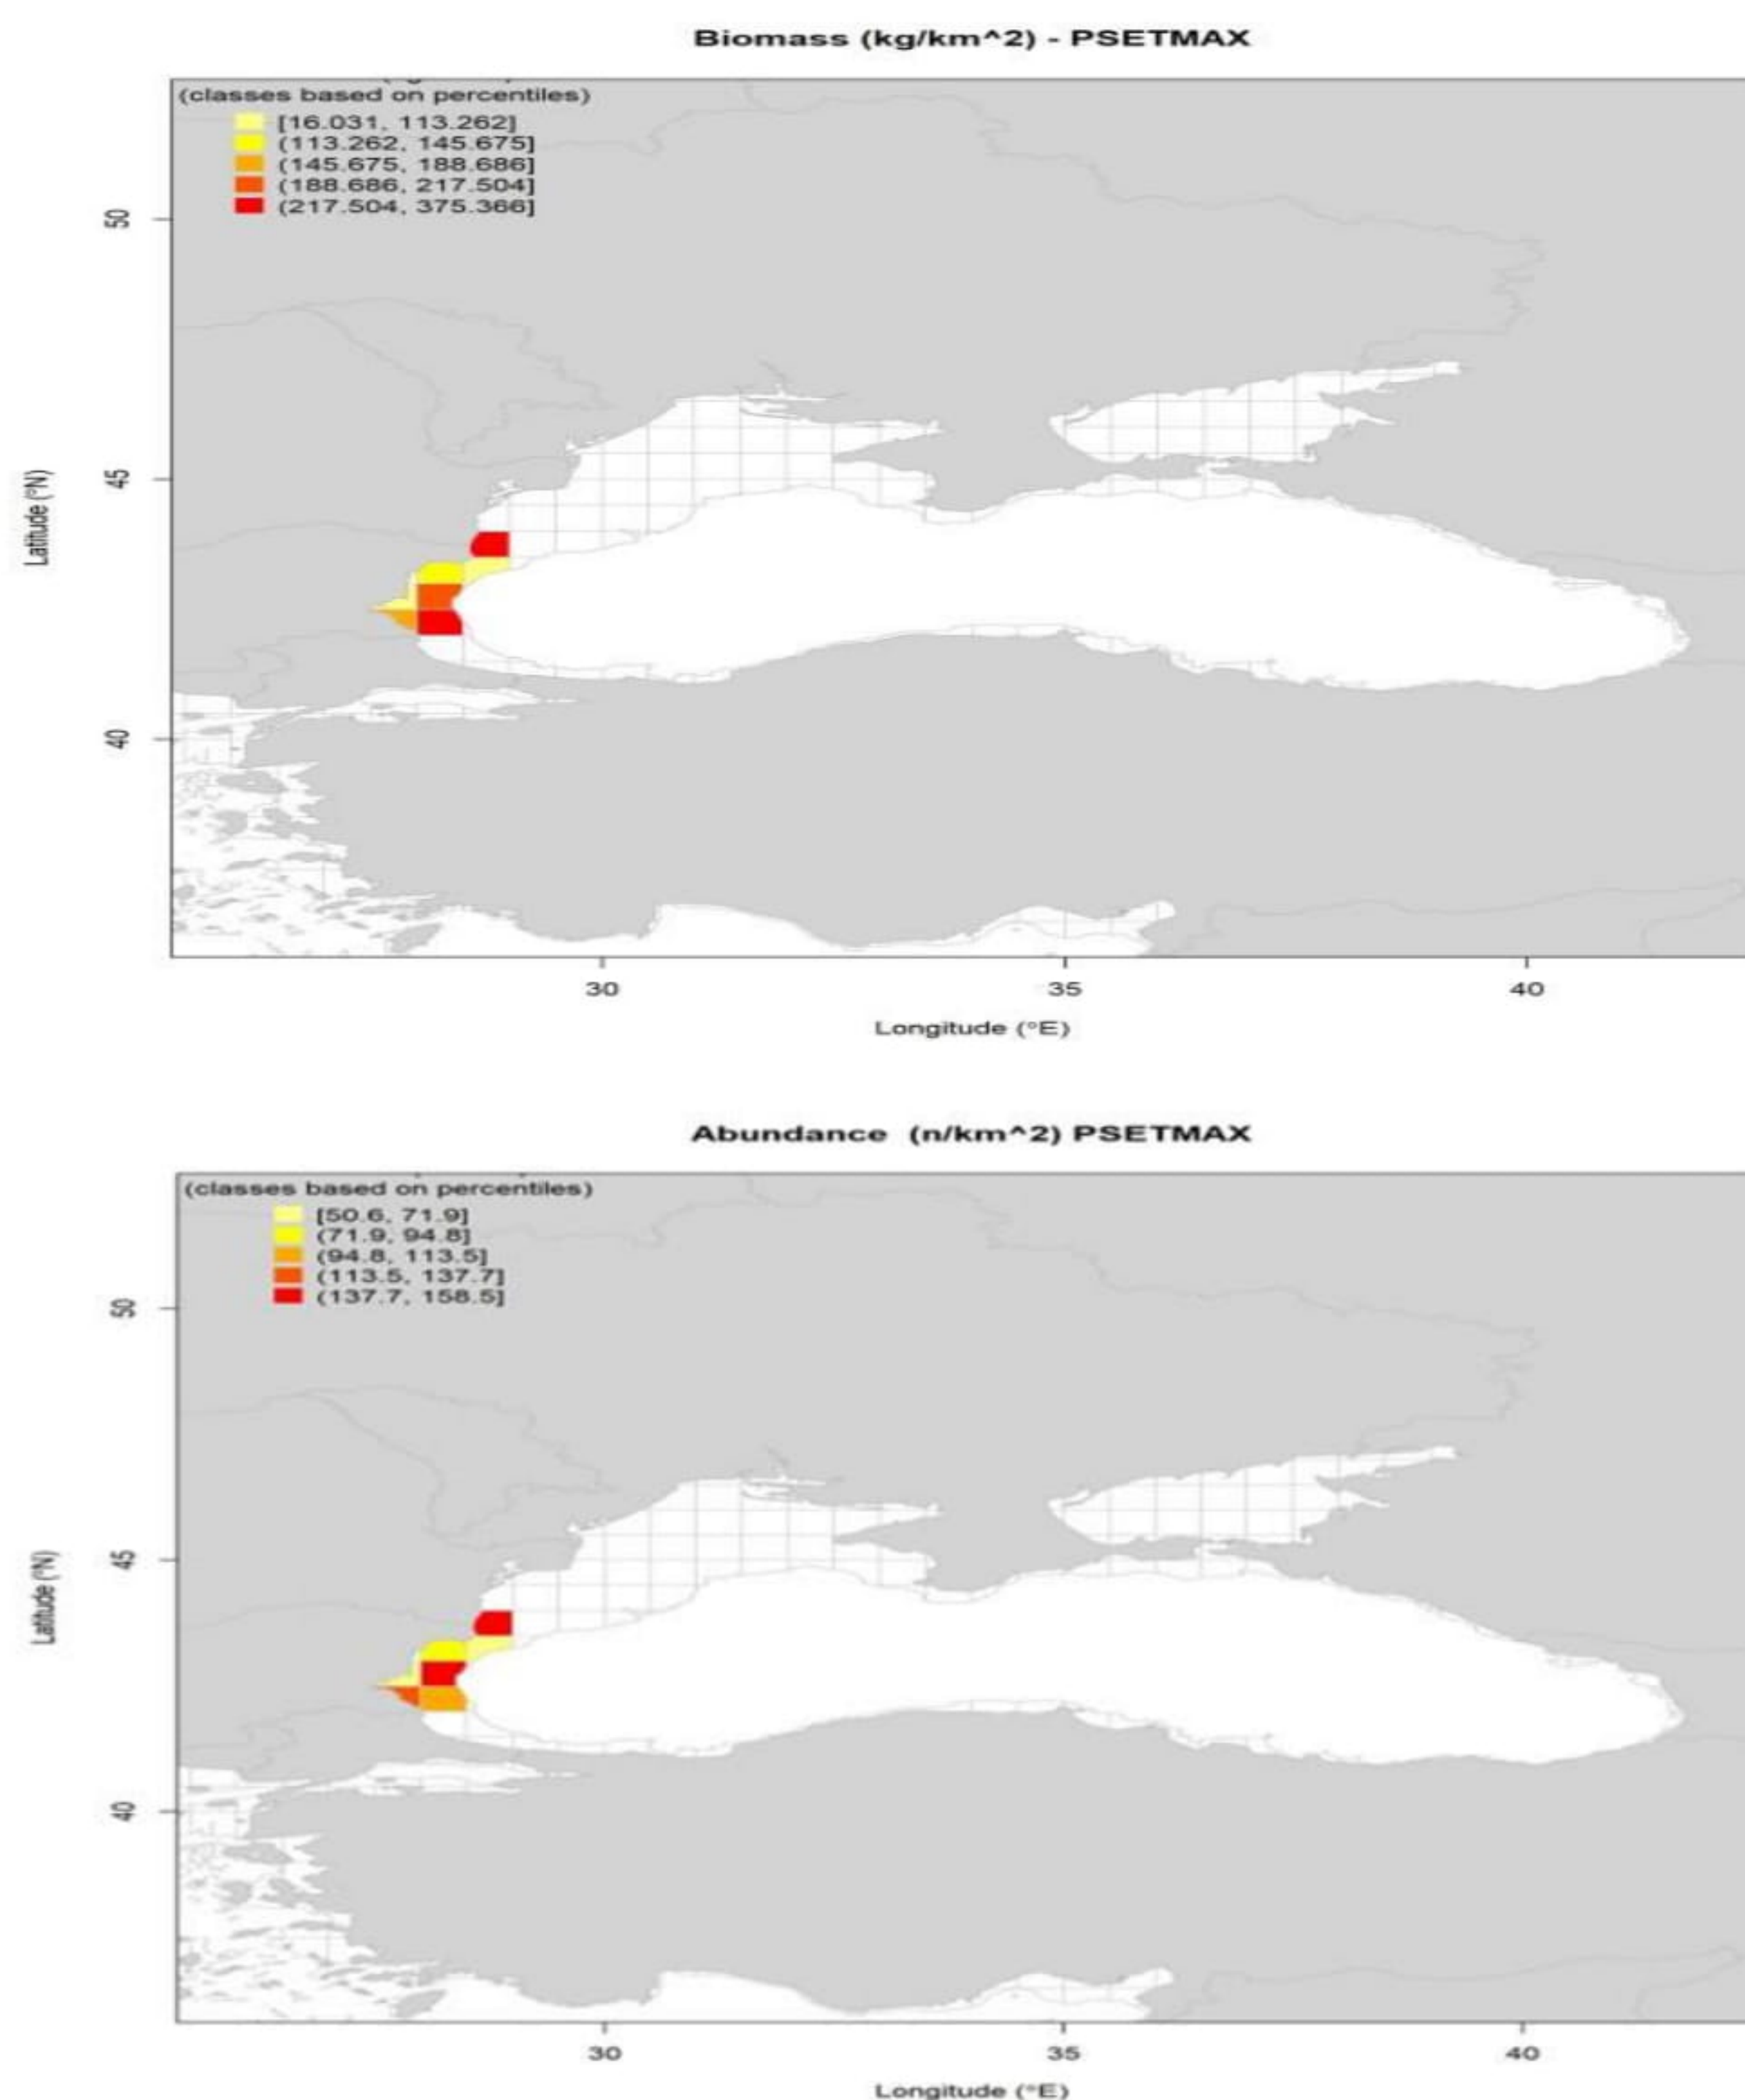 Biomass (kg/km^2) - PSETMAX
(classes based on percentiles)
[16.031, 113.262]
(113.262, 145.675]
(145.675, 188.686]
(188.686, 217.504]
(217.504, 375.366]
50
45
40
Latitude (°N)
30 35 40
Longitude (°E)
Abundance (n/km^2) PSETMAX
(classes based on percentiles)
[50.6, 71.9]
(71.9, 94.8]
(94.8, 113.5]
(113.5, 137.7]
(137.7, 158.5]
50
45
40
Latitude (°N)
30 35 40
Longitude (°E)